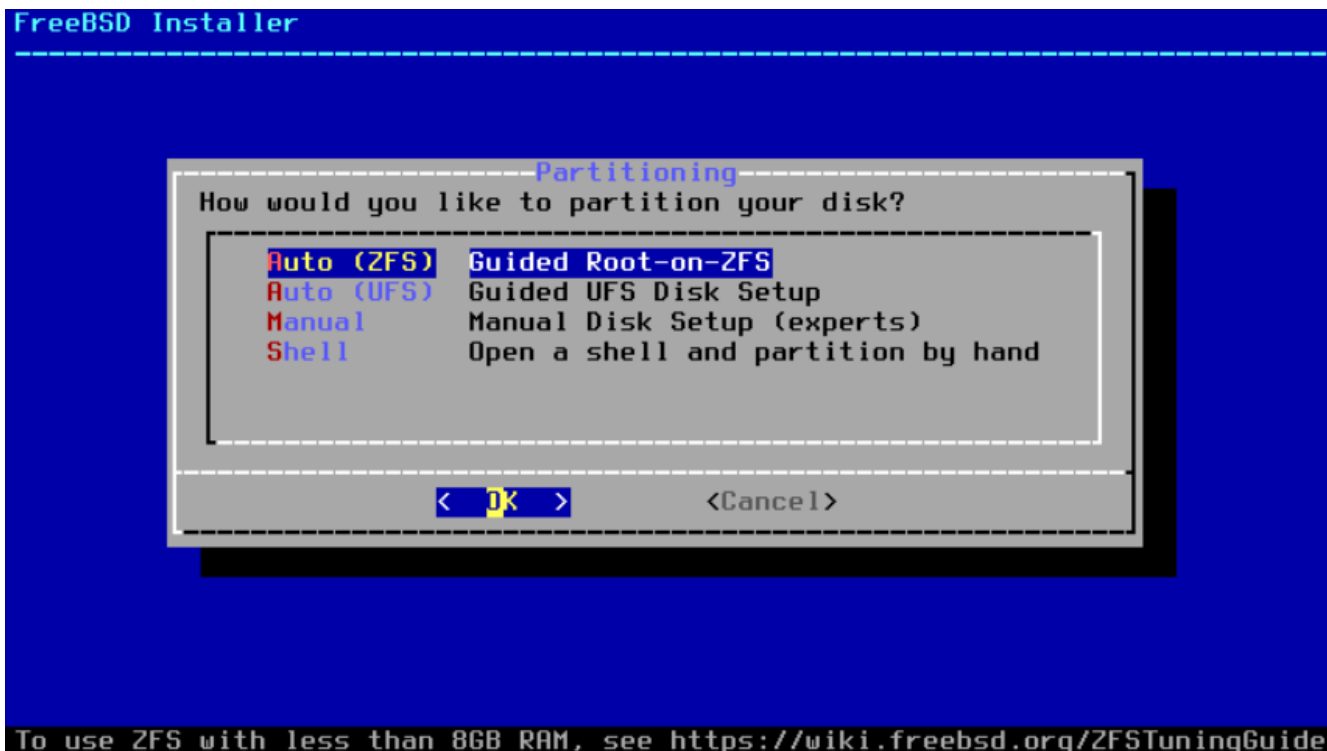 FreeBSD Installer
Partitioning
How would you like to partition your disk?
Auto (ZFS) Guided Root-on-ZFS
Auto (UFS) Guided UFS Disk Setup
Manual Manual Disk Setup (experts)
Shell Open a shell and partition by hand
< OK > <Cancel>
To use ZFS with less than 8GB RAM, see https://wiki.freebsd.org/ZFSTuningGuide